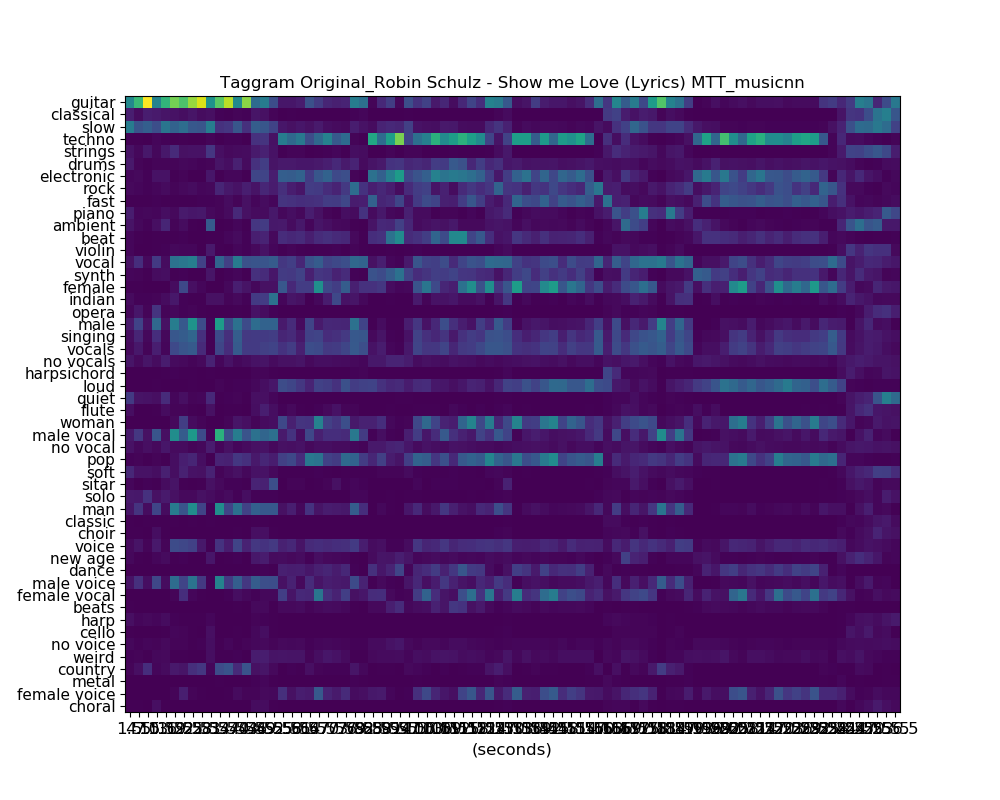 Taggram Original_Robin Schulz - Show me Love (Lyrics) MTT_musicnn
guitar
classical
slow
techno
strings
drums
electronic
rock
fast
piano
ambient
beat
violin
vocal
synth
female
indian
opera
male
singing
vocals
no vocals
harpsichord
loud
quiet
flute
woman
male vocal
no vocal
pop
soft
sitar
solo
man
classic
choir
voice
new age
dance
male voice
female vocal
beats
harp
cello
no voice
weird
country
metal
female voice
choral
(seconds)